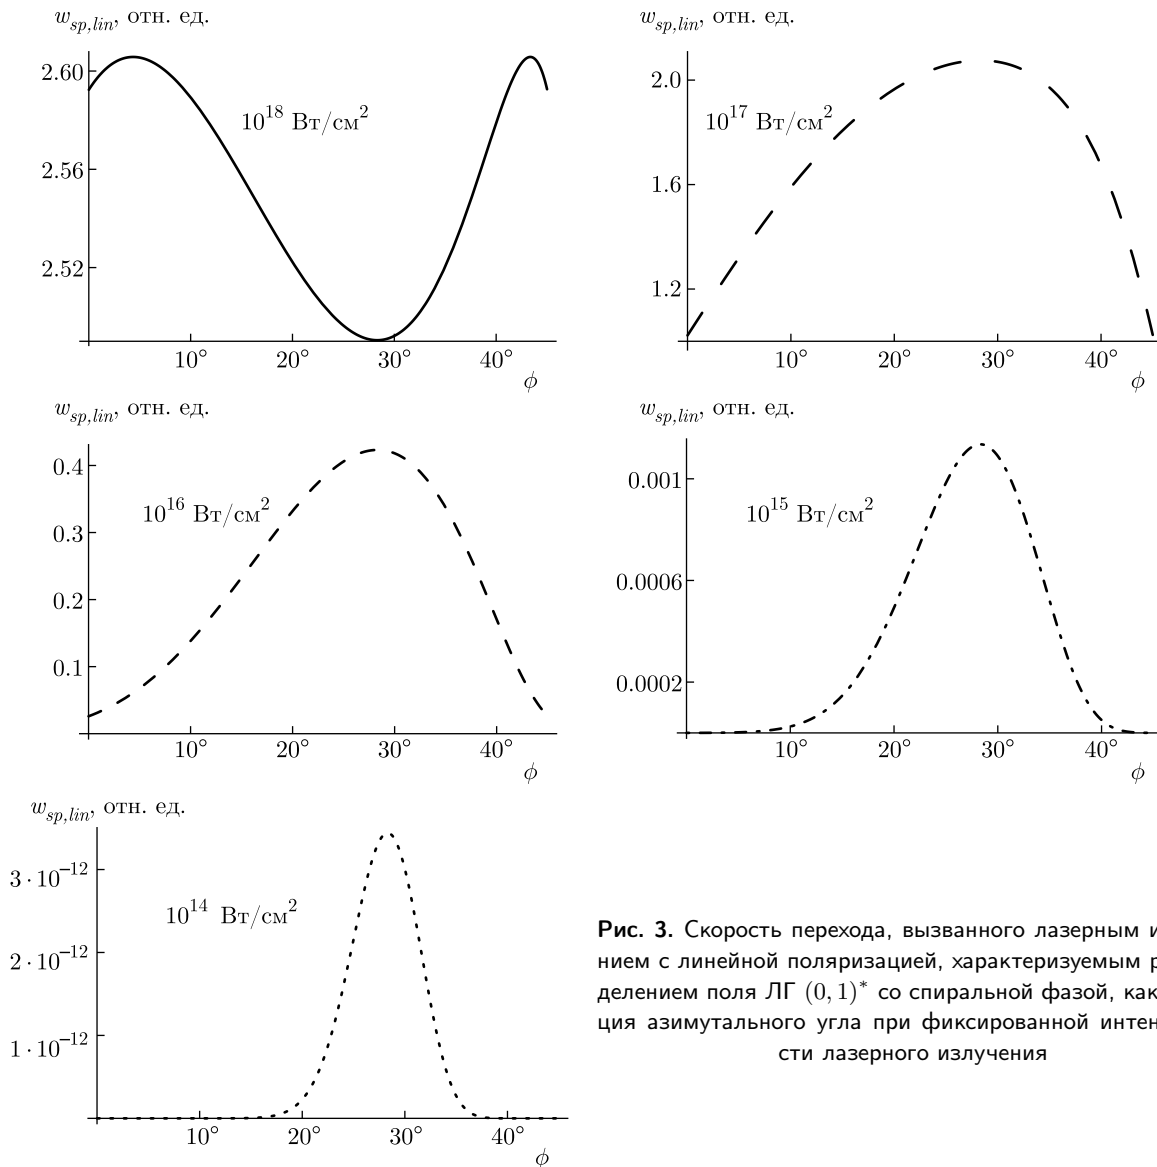 w_{sp,lin}, отн. ед.
2.60
2.56
2.52
10^{18} Вт/см^2
10° 20° 30° 40°
ϕ
w_{sp,lin}, отн. ед.
2.0
1.6
1.2
10^{17} Вт/см^2
10° 20° 30° 40°
ϕ
w_{sp,lin}, отн. ед.
0.4
0.3
0.2
0.1
10^{16} Вт/см^2
10° 20° 30° 40°
ϕ
w_{sp,lin}, отн. ед.
0.001
0.0006
0.0002
10^{15} Вт/см^2
10° 20° 30° 40°
ϕ
w_{sp,lin}, отн. ед.
3 · 10^{−12}
2 · 10^{−12}
1 · 10^{−12}
10^{14} Вт/см^2
10° 20° 30° 40°
ϕ
Рис. 3. Скорость перехода, вызванного лазерным и
нием с линейной поляризацией, характеризуемым р
делением поля ЛГ (0, 1)^* со спиральной фазой, как
ция азимутального угла при фиксированной интен
сти лазерного излучения